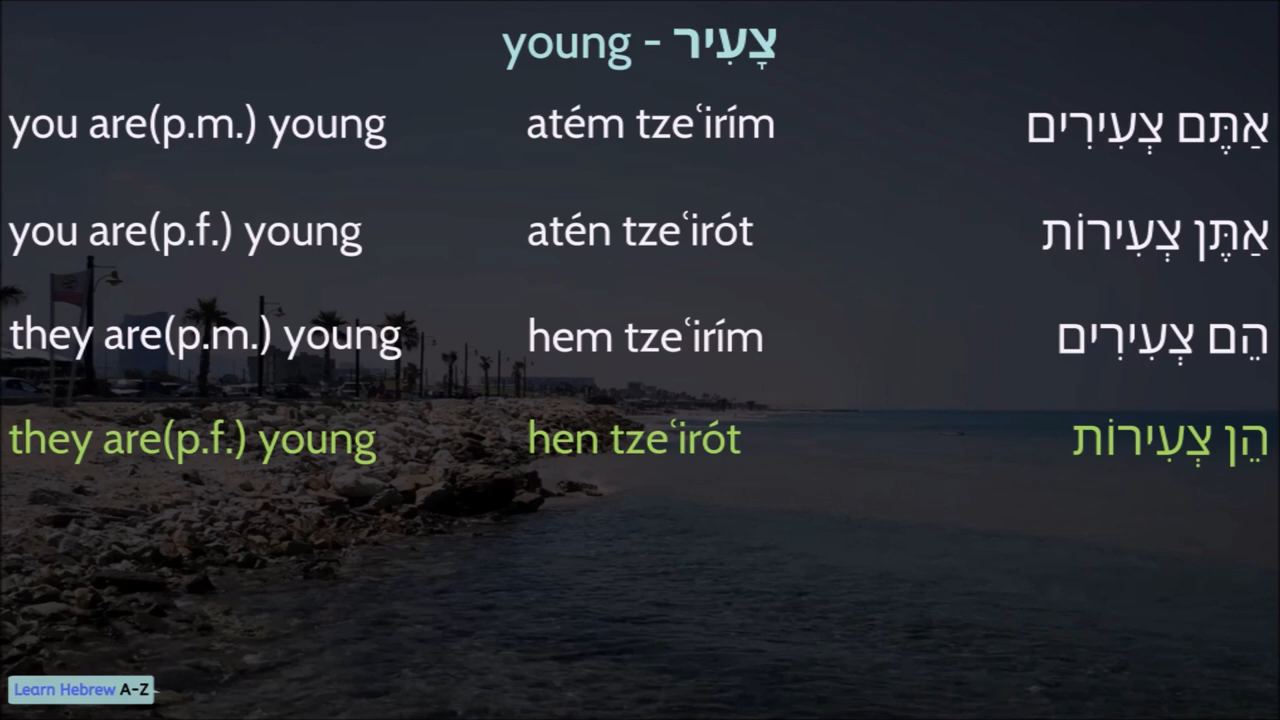 young - צָעִיר
you are(p.m.) young atém tzeʿirím אַתֶּם צְעִירִים
you are(p.f.) young atén tzeʿirót אַתֶּן צְעִירוֹת
they are(p.m.) young hem tzeʿirím הֵם צְעִירִים
they are(p.f.) young hen tzeʿirót הֵן צְעִירוֹת
Learn Hebrew A-Z